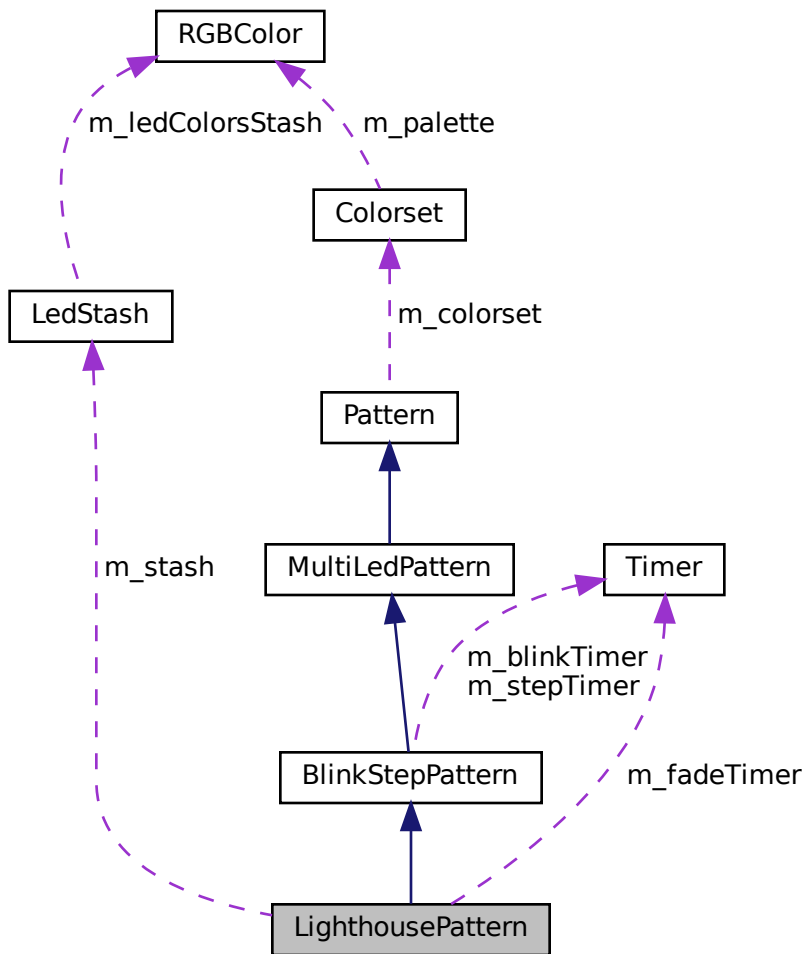 RGBColor
m_ledColorsStash
m_palette
Colorset
LedStash
m_colorset
Pattern
MultiLedPattern
Timer
m_stash
m_blinkTimer
m_stepTimer
BlinkStepPattern
m_fadeTimer
LighthousePattern